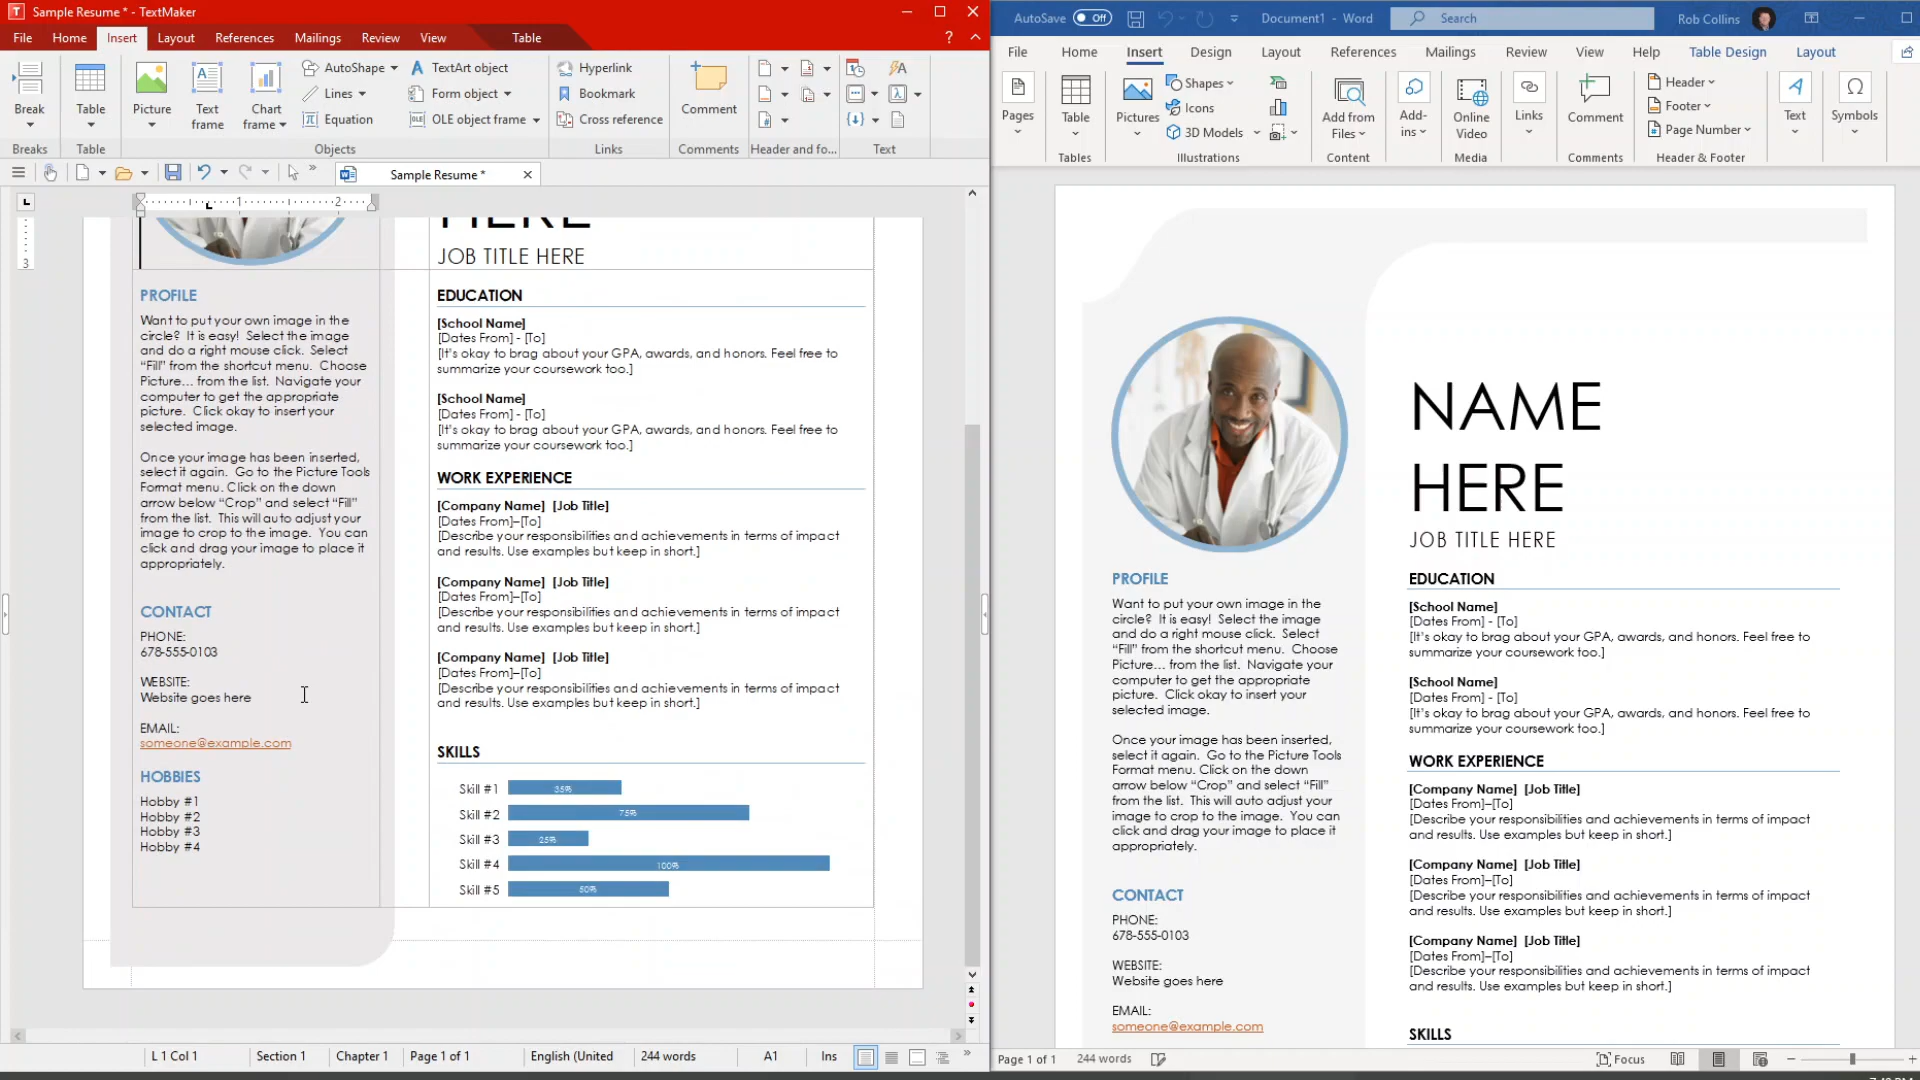 Sample Resume * - TextMaker
File Home Insert Layout References Mailings Review View Table
Break
Breaks
Table
Table
Picture
Text frame
Chart frame
AutoShape
Lines
Equation
TextArt object
Form object
OLE object frame
Objects
Hyperlink
Bookmark
Cross reference
Links
Comment
Comments
Header and fo...
Text
Sample Resume *
1 2
3
HERE
JOB TITLE HERE
PROFILE
Want to put your own image in the
circle? It is easy! Select the image
and do a right mouse click. Select
“Fill” from the shortcut menu. Choose
Picture… from the list. Navigate your
computer to get the appropriate
picture. Click okay to insert your
selected image.
Once your image has been inserted,
select it again. Go to the Picture Tools
Format menu. Click on the down
arrow below “Crop” and select “Fill”
from the list. This will auto adjust your
image to crop to the image. You can
click and drag your image to place it
appropriately.
CONTACT
PHONE:
678-555-0103
WEBSITE:
Website goes here
EMAIL:
someone@example.com
HOBBIES
Hobby #1
Hobby #2
Hobby #3
Hobby #4
EDUCATION
[School Name]
[Dates From] - [To]
[It's okay to brag about your GPA, awards, and honors. Feel free to
summarize your coursework too.]
[School Name]
[Dates From] - [To]
[It's okay to brag about your GPA, awards, and honors. Feel free to
summarize your coursework too.]
WORK EXPERIENCE
[Company Name] [Job Title]
[Dates From]–[To]
[Describe your responsibilities and achievements in terms of impact
and results. Use examples but keep in short.]
[Company Name] [Job Title]
[Dates From]–[To]
[Describe your responsibilities and achievements in terms of impact
and results. Use examples but keep in short.]
[Company Name] [Job Title]
[Dates From]–[To]
[Describe your responsibilities and achievements in terms of impact
and results. Use examples but keep in short.]
SKILLS
Skill #1 35%
Skill #2 75%
Skill #3 25%
Skill #4 100%
Skill #5 50%
L 1 Col 1 Section 1 Chapter 1 Page 1 of 1 English (United 244 words A1 Ins
AutoSave Off Document1 - Word Search Rob Collins
File Home Insert Design Layout References Mailings Review View Help Table Design Layout
Pages
Table
Tables
Pictures
Shapes
Icons
3D Models
Illustrations
Add from Files
Content
Add-ins
Online Video
Media
Links
Comment
Comments
Header
Footer
Page Number
Header & Footer
Text
Symbols
NAME
HERE
JOB TITLE HERE
PROFILE
Want to put your own image in the
circle? It is easy! Select the image
and do a right mouse click. Select
“Fill” from the shortcut menu. Choose
Picture… from the list. Navigate your
computer to get the appropriate
picture. Click okay to insert your
selected image.
Once your image has been inserted,
select it again. Go to the Picture Tools
Format menu. Click on the down
arrow below “Crop” and select “Fill”
from the list. This will auto adjust your
image to crop to the image. You can
click and drag your image to place it
appropriately.
CONTACT
PHONE:
678-555-0103
WEBSITE:
Website goes here
EMAIL:
someone@example.com
EDUCATION
[School Name]
[Dates From] - [To]
[It's okay to brag about your GPA, awards, and honors. Feel free to
summarize your coursework too.]
[School Name]
[Dates From] - [To]
[It's okay to brag about your GPA, awards, and honors. Feel free to
summarize your coursework too.]
WORK EXPERIENCE
[Company Name] [Job Title]
[Dates From]–[To]
[Describe your responsibilities and achievements in terms of impact
and results. Use examples but keep in short.]
[Company Name] [Job Title]
[Dates From]–[To]
[Describe your responsibilities and achievements in terms of impact
and results. Use examples but keep in short.]
[Company Name] [Job Title]
[Dates From]–[To]
[Describe your responsibilities and achievements in terms of impact
and results. Use examples but keep in short.]
SKILLS
Page 1 of 1 244 words Focus